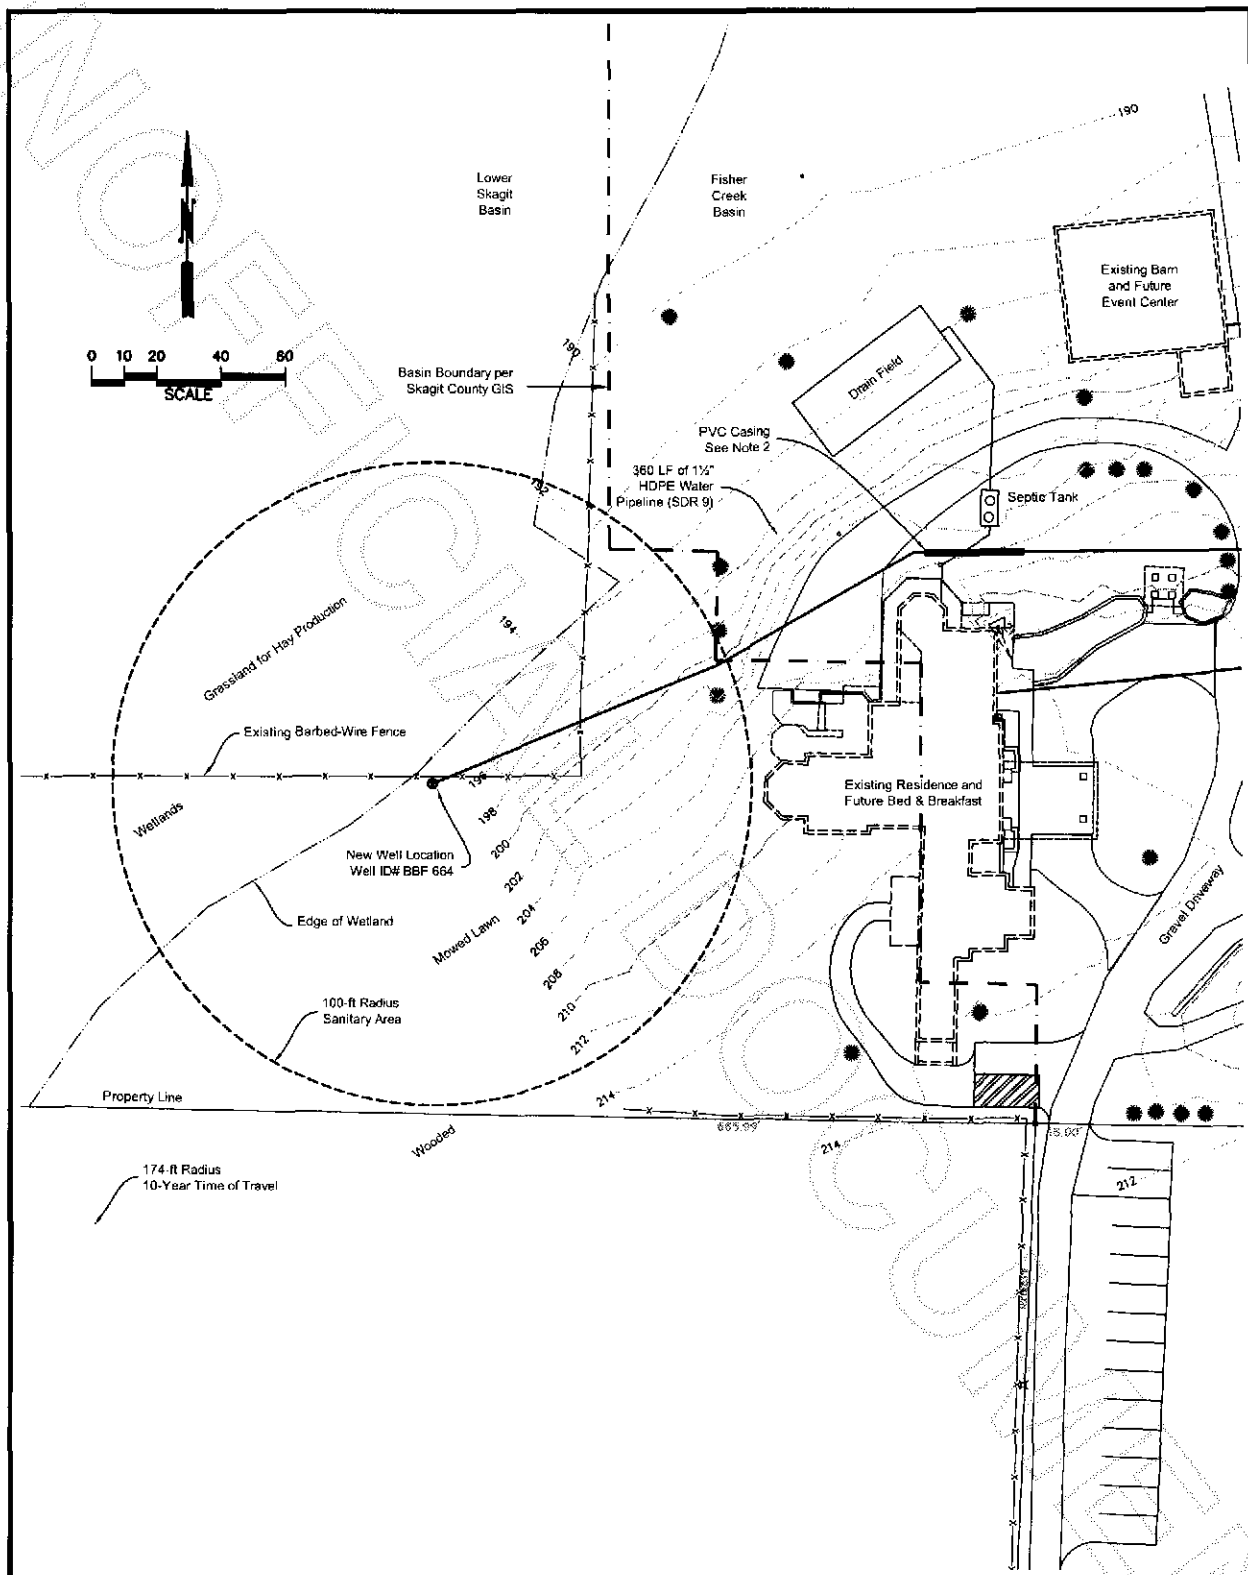 190
Lower
Skagit
Basin
Fisher
Creek
Basin
N
Existing Barn
and Future
Event Center
0 10 20 40 60
SCALE
190
Basin Boundary per
Skagit County GIS
Drain Field
PVC Casing
See Note 2
360 LF of 1½"
HDPE Water
Pipeline (SDR 9)
192
Septic Tank
Grassland for Hay Production
194
Existing Barbed-Wire Fence
196
Existing Residence and
Future Bed & Breakfast
Wetlands
198
200
New Well Location
Well ID# BBF 664
202
204
Edge of Wetland
Mowed Lawn
206
208
Gravel Driveway
210
100-ft Radius
Sanitary Area
212
214
Property Line
665.99'
Wooded
214
174-ft Radius
10-Year Time of Travel
212
UNOFFICIAL DOCUMENT